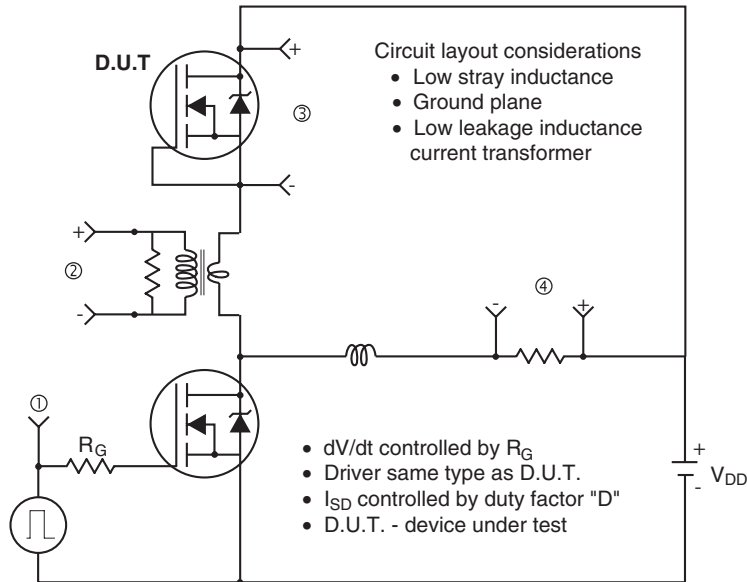 D.U.T
+
③
-
Circuit layout considerations
• Low stray inductance
• Ground plane
• Low leakage inductance
current transformer
+
②
-
④
-
+
①
RG
• dV/dt controlled by RG
• Driver same type as D.U.T.
• ISD controlled by duty factor "D"
• D.U.T. - device under test
+
-
VDD